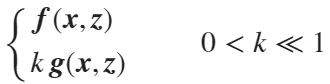 { f(x,z)
k g(x,z) 0 < k ≪ 1